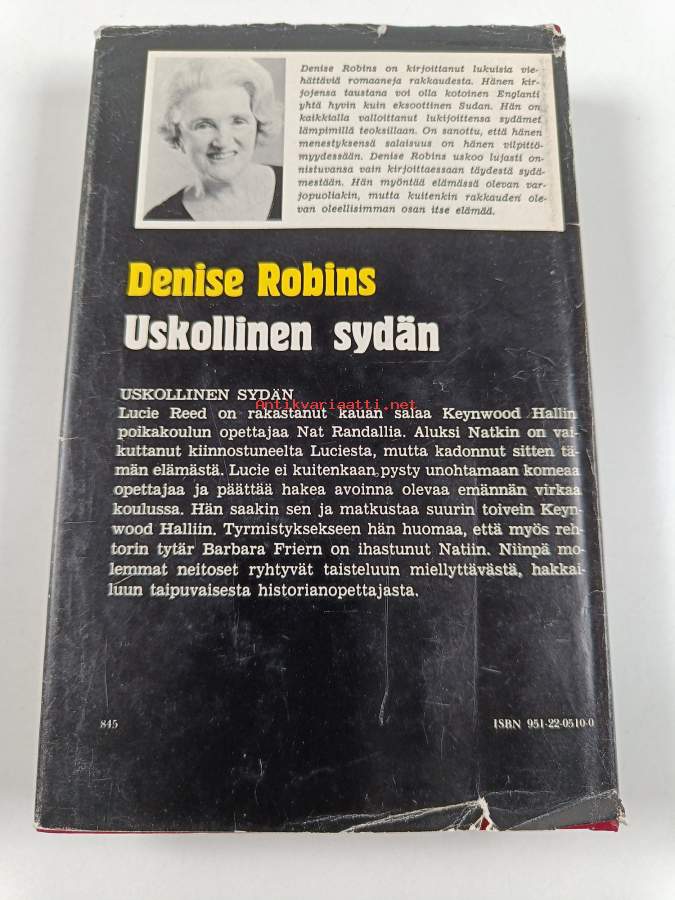 Denise Robins on kirjoittanut lukuisia vie-
hättäviä romaaneja rakkaudesta. Hänen kir-
jojensa taustana voi olla kotoinen Englanti
yhtä hyvin kuin eksoottinen Sudan. Hän on
kaikkialla valloittanut lukijoittensa sydämet
lämpimillä teoksillaan. On sanottu, että hänen
menestyksensä salaisuus on hänen vilpittö-
myydessään. Denise Robins uskoo lujasti on-
nistuvansa vain kirjoittaessaan täydestä sydä-
mestään. Hän myöntää elämässä olevan var-
jopuoliakin, mutta kuitenkin rakkauden ole-
van oleellisimman osan itse elämää.
Denise Robins
Uskollinen sydän
USKOLLINEN SYDÄN
Antikvariaatti.net
Lucie Reed on rakastanut kauan salaa Keynwood Hallin
poikakoulun opettajaa Nat Randallia. Aluksi Natkin on vai-
kuttanut kiinnostuneelta Luciesta, mutta kadonnut sitten tä-
män elämästä. Lucie ei kuitenkaan pysty unohtamaan komeaa
opettajaa ja päättää hakea avoinna olevaa emännän virkaa
koulussa. Hän saakin sen ja matkustaa suurin toivein Keyn-
wood Halliin. Tyrmistyksekseen hän huomaa, että myös reh-
torin tytär Barbara Friern on ihastunut Natiin. Niinpä mo-
lemmat neitoset ryhtyvät taisteluun miellyttävästä, hakkai-
luun taipuvaisesta historianopettajasta.
845
ISBN 951-22-0510-0